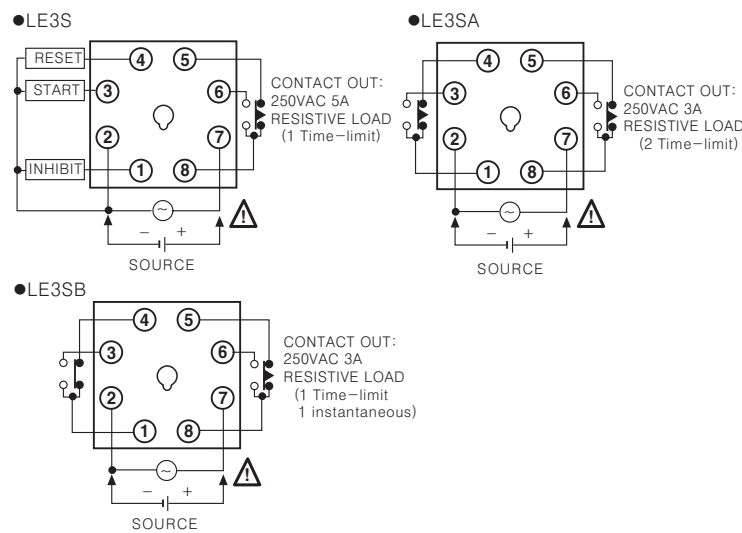 ●LE3S
RESET
START
INHIBIT
4
5
3
6
2
7
1
8
CONTACT OUT:
250VAC 5A
RESISTIVE LOAD
(1 Time-limit)
~
!
− +
SOURCE
●LE3SA
4
5
3
6
2
7
1
8
CONTACT OUT:
250VAC 3A
RESISTIVE LOAD
(2 Time-limit)
~
!
− +
SOURCE
●LE3SB
4
5
3
6
2
7
1
8
CONTACT OUT:
250VAC 3A
RESISTIVE LOAD
(1 Time-limit
1 instantaneous)
~
!
− +
SOURCE